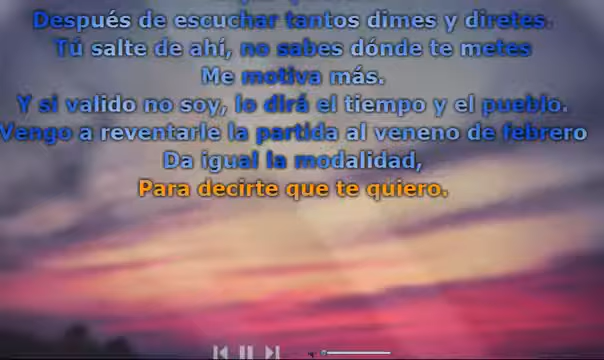 Después de escuchar tantos dimes y diretes.
Tú salte de ahí, no sabes dónde te metes
Me motiva más.
Y si valido no soy, lo dirá el tiempo y el pueblo.
Vengo a reventarle la partida al veneno de febrero
Da igual la modalidad,
Para decirte que te quiero.